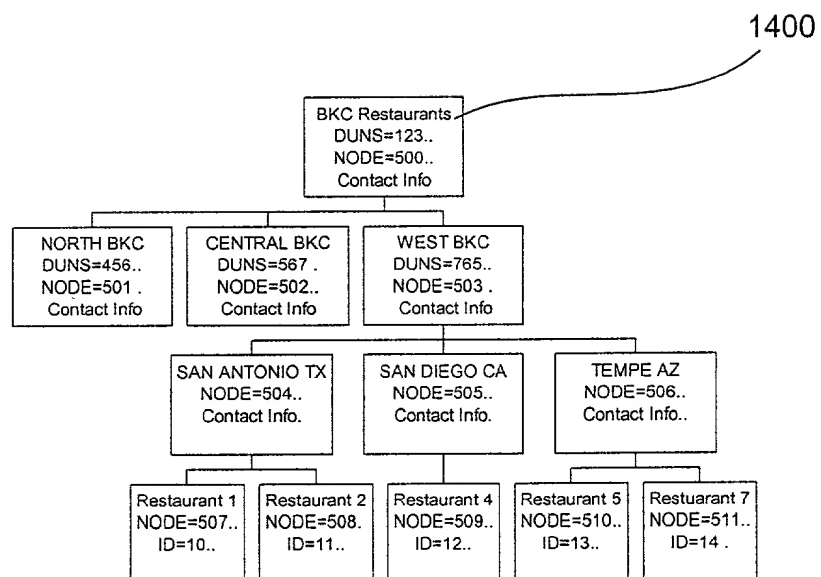 1400
BKC Restaurants
DUNS=123..
NODE=500..
Contact Info
NORTH BKC
DUNS=456..
NODE=501 .
Contact Info
CENTRAL BKC
DUNS=567 .
NODE=502..
Contact Info
WEST BKC
DUNS=765..
NODE=503 .
Contact Info
SAN ANTONIO TX
NODE=504..
Contact Info.
SAN DIEGO CA
NODE=505..
Contact Info.
TEMPE AZ
NODE=506..
Contact Info..
Restaurant 1
NODE=507..
ID=10..
Restaurant 2
NODE=508.
ID=11..
Restaurant 4
NODE=509..
ID=12..
Restaurant 5
NODE=510..
ID=13..
Restuarant 7
NODE=511..
ID=14 .